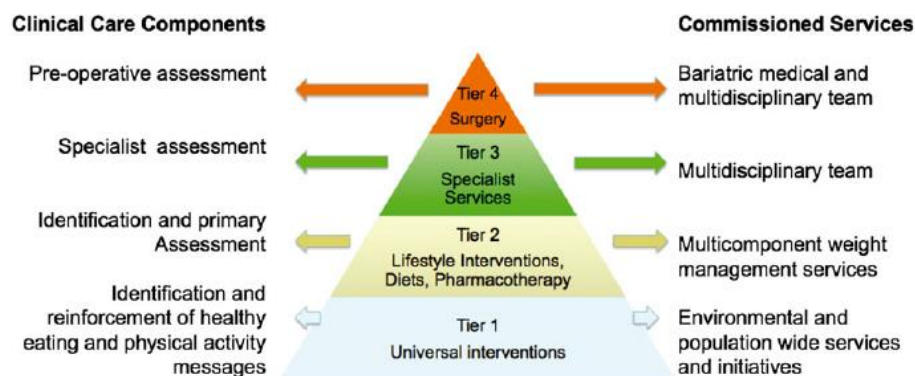 Clinical Care Components
Commissioned Services
Pre-operative assessment
Tier 4
Surgery
Bariatric medical and
multidisciplinary team
Specialist assessment
Tier 3
Specialist
Services
Multidisciplinary team
Identification and primary
Assessment
Tier 2
Lifestyle Interventions,
Diets, Pharmacotherapy
Multicomponent weight
management services
Identification and
reinforcement of healthy
eating and physical activity
messages
Tier 1
Universal interventions
Environmental and
population wide services
and initiatives